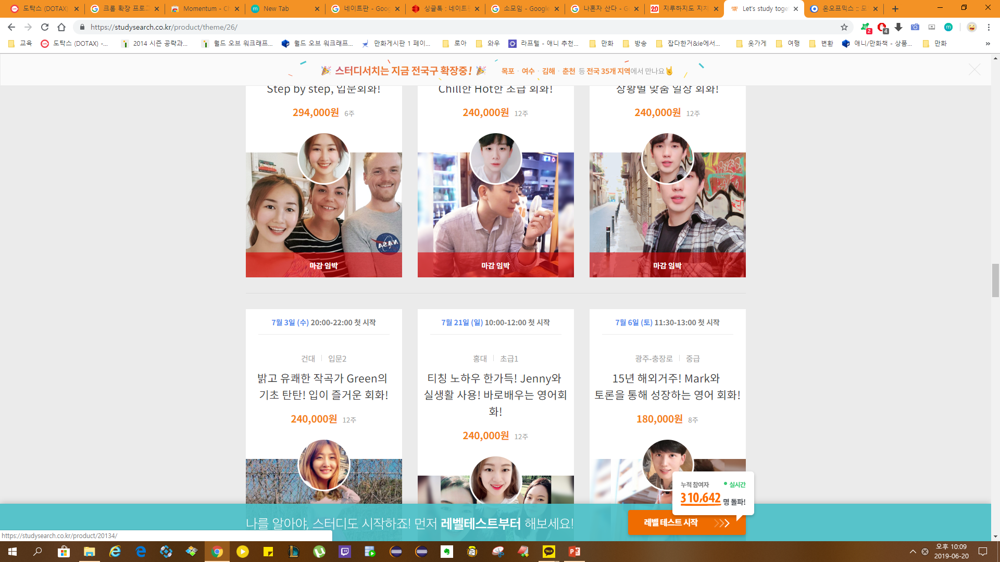 도탁스 (DOTAX)
크롬 확장 프로그
Momentum - Ch
New Tab
네이트판 - Goog
싱글톡 : 네이트판
소모임 - Google
나혼자 산다 - G
지루하지도 지치
Let's study toge
온오프믹스 :: 모
https://studysearch.co.kr/product/theme/26/
2
4
교육
도탁스 (DOTAX) -...
2014 시즌 공략과...
월드 오브 워크래프...
월드 오브 워크래프...
만화게시판 1 페이...
로아
와우
라프텔 - 애니 추천...
만화
방송
잡다한거&ie에서...
옷가게
여행
변환
애니/만화책 - 상품...
만화
스터디서치는 지금 전국구 확장중!
목포 · 여수 · 김해 · 춘천 등 전국 35개 지역에서 만나요
Step by step, 입문회화!
294,000원 6주
NASA
마감 임박
Chill한 Hot한 초급 회화!
240,000원 12주
마감 임박
상황별 맞춤 일상 회화!
240,000원 12주
마감 임박
7월 3일 (수) 20:00-22:00 첫 시작
건대 입문2
밝고 유쾌한 작곡가 Green의
기초 탄탄! 입이 즐거운 회화!
240,000원 12주
7월 21일 (일) 10:00-12:00 첫 시작
홍대 초급1
티칭 노하우 한가득! Jenny와
실생활 사용! 바로배우는 영어회
화!
240,000원 12주
7월 6일 (토) 11:30-13:00 첫 시작
광주-충장로 중급
15년 해외거주! Mark와
토론을 통해 성장하는 영어 회화!
180,000원 8주
누적 참여자 실시간
310,642 명 돌파!
나를 알아야, 스터디도 시작하죠! 먼저 레벨테스트부터 해보세요!
레벨 테스트 시작
https://studysearch.co.kr/product/20134/
TALK
오후 10:09
2019-06-20